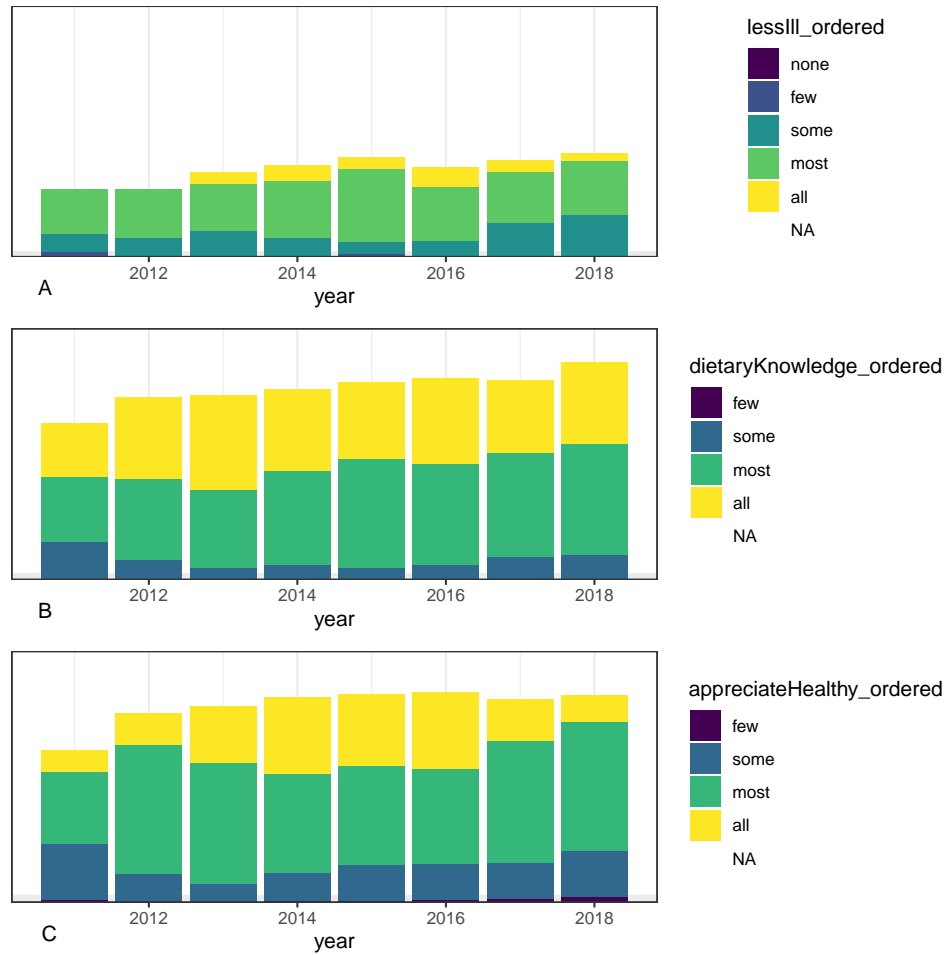 lessIll_ordered
none
few
some
most
all
NA
2012 2014 2016 2018
year
A
dietaryKnowledge_ordered
few
some
most
all
NA
2012 2014 2016 2018
year
B
appreciateHealthy_ordered
few
some
most
all
NA
2012 2014 2016 2018
year
C